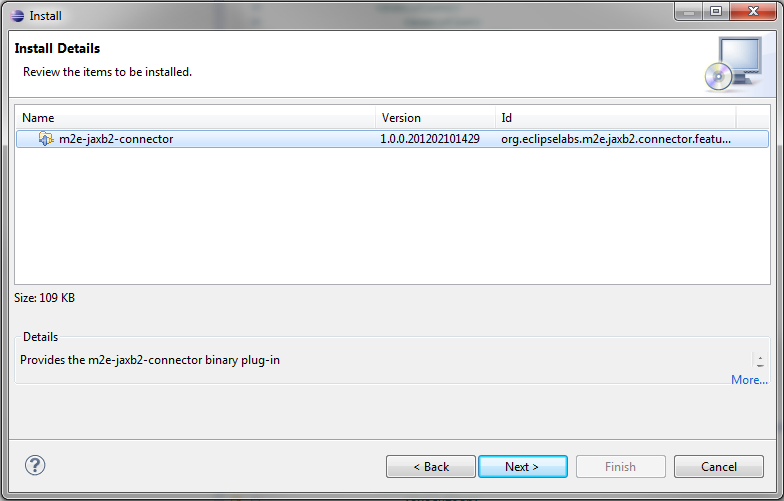 Install
Install Details
Review the items to be installed.
Name Version Id
m2e-jaxb2-connector 1.0.0.201202101429 org.eclipselabs.m2e.jaxb2.connector.featu...
Size: 109 KB
Details
Provides the m2e-jaxb2-connector binary plug-in
More...
? < Back Next > Finish Cancel